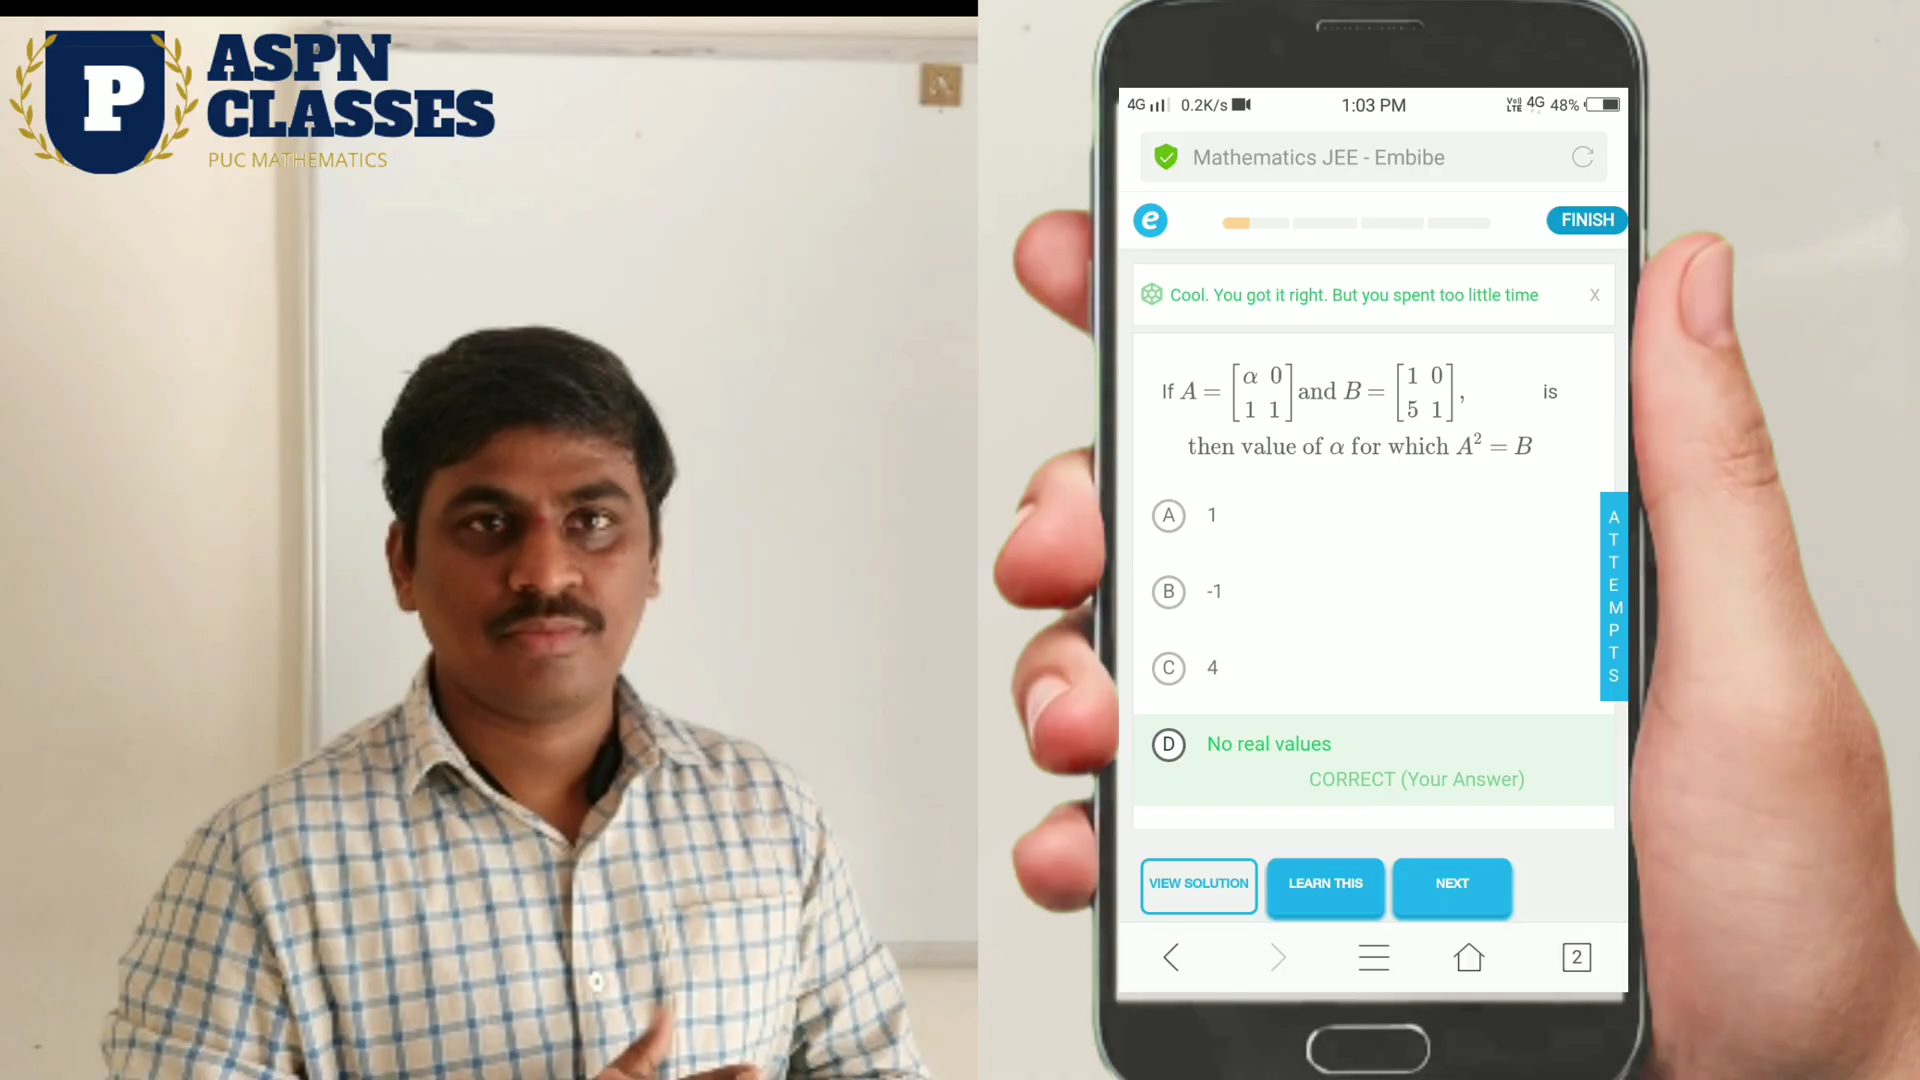 P
ASPN
CLASSES
PUC MATHEMATICS
4G 0.2K/s 1:03 PM VoLTE 4G 48%
Mathematics JEE - Embibe
e FINISH
Cool. You got it right. But you spent too little time X
If A = [α 0 1 1] and B = [1 0 5 1], is
then value of α for which A² = B
A 1
B -1
C 4
D No real values
CORRECT (Your Answer)
ATTEMPTS
VIEW SOLUTION LEARN THIS NEXT
2